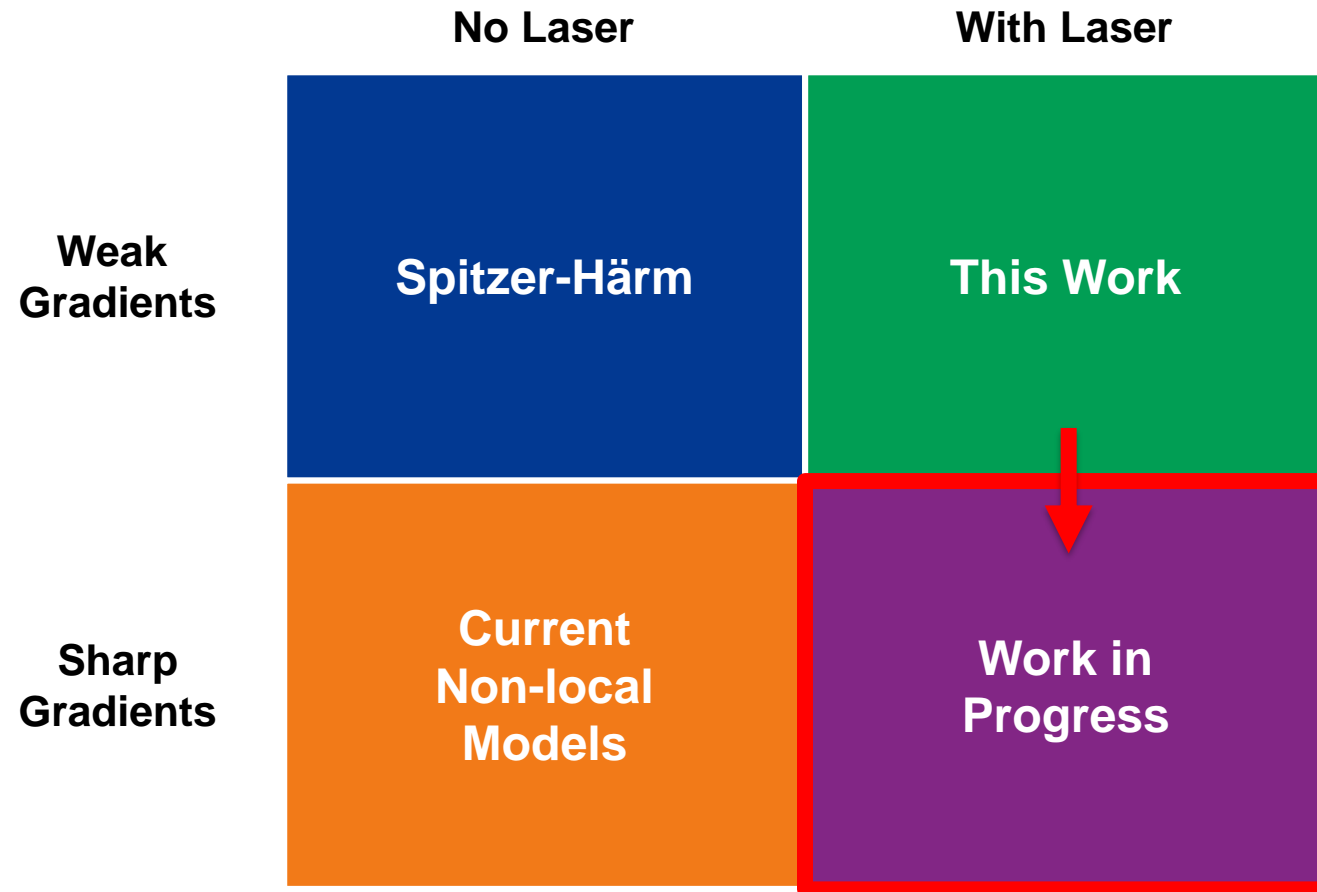 No Laser
With Laser
Weak
Gradients
Spitzer-Härm
This Work
Sharp
Gradients
Current
Non-local
Models
Work in
Progress